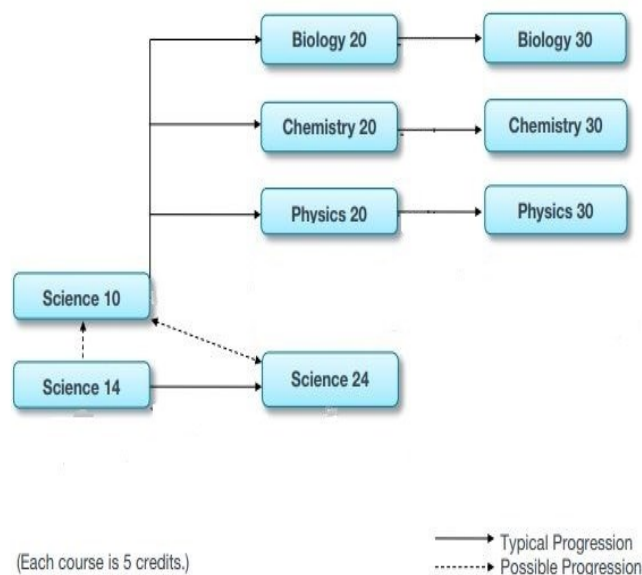 Biology 20
Biology 30
Chemistry 20
Chemistry 30
Physics 20
Physics 30
Science 10
Science 14
Science 24
(Each course is 5 credits.)
Typical Progression
Possible Progression